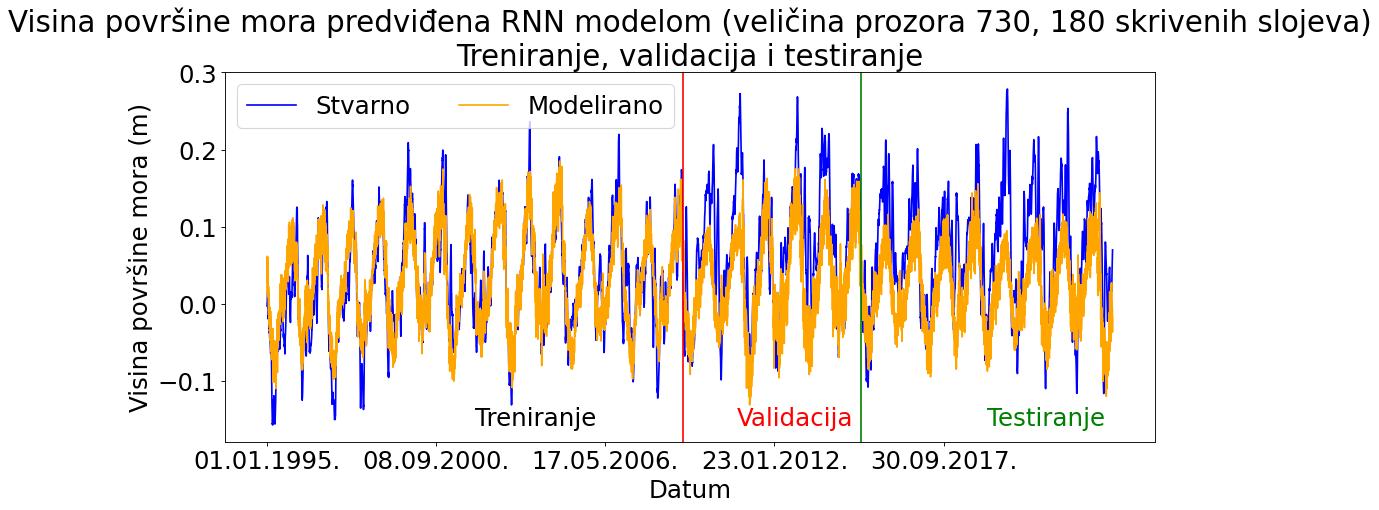 Visina površine mora predviđena RNN modelom (veličina prozora 730, 180 skrivenih slojeva)
Treniranje, validacija i testiranje
Stvarno
Modelirano
Visina površine mora (m)
0.3
0.2
0.1
0.0
−0.1
Treniranje
Validacija
Testiranje
01.01.1995.
08.09.2000.
17.05.2006.
23.01.2012.
30.09.2017.
Datum